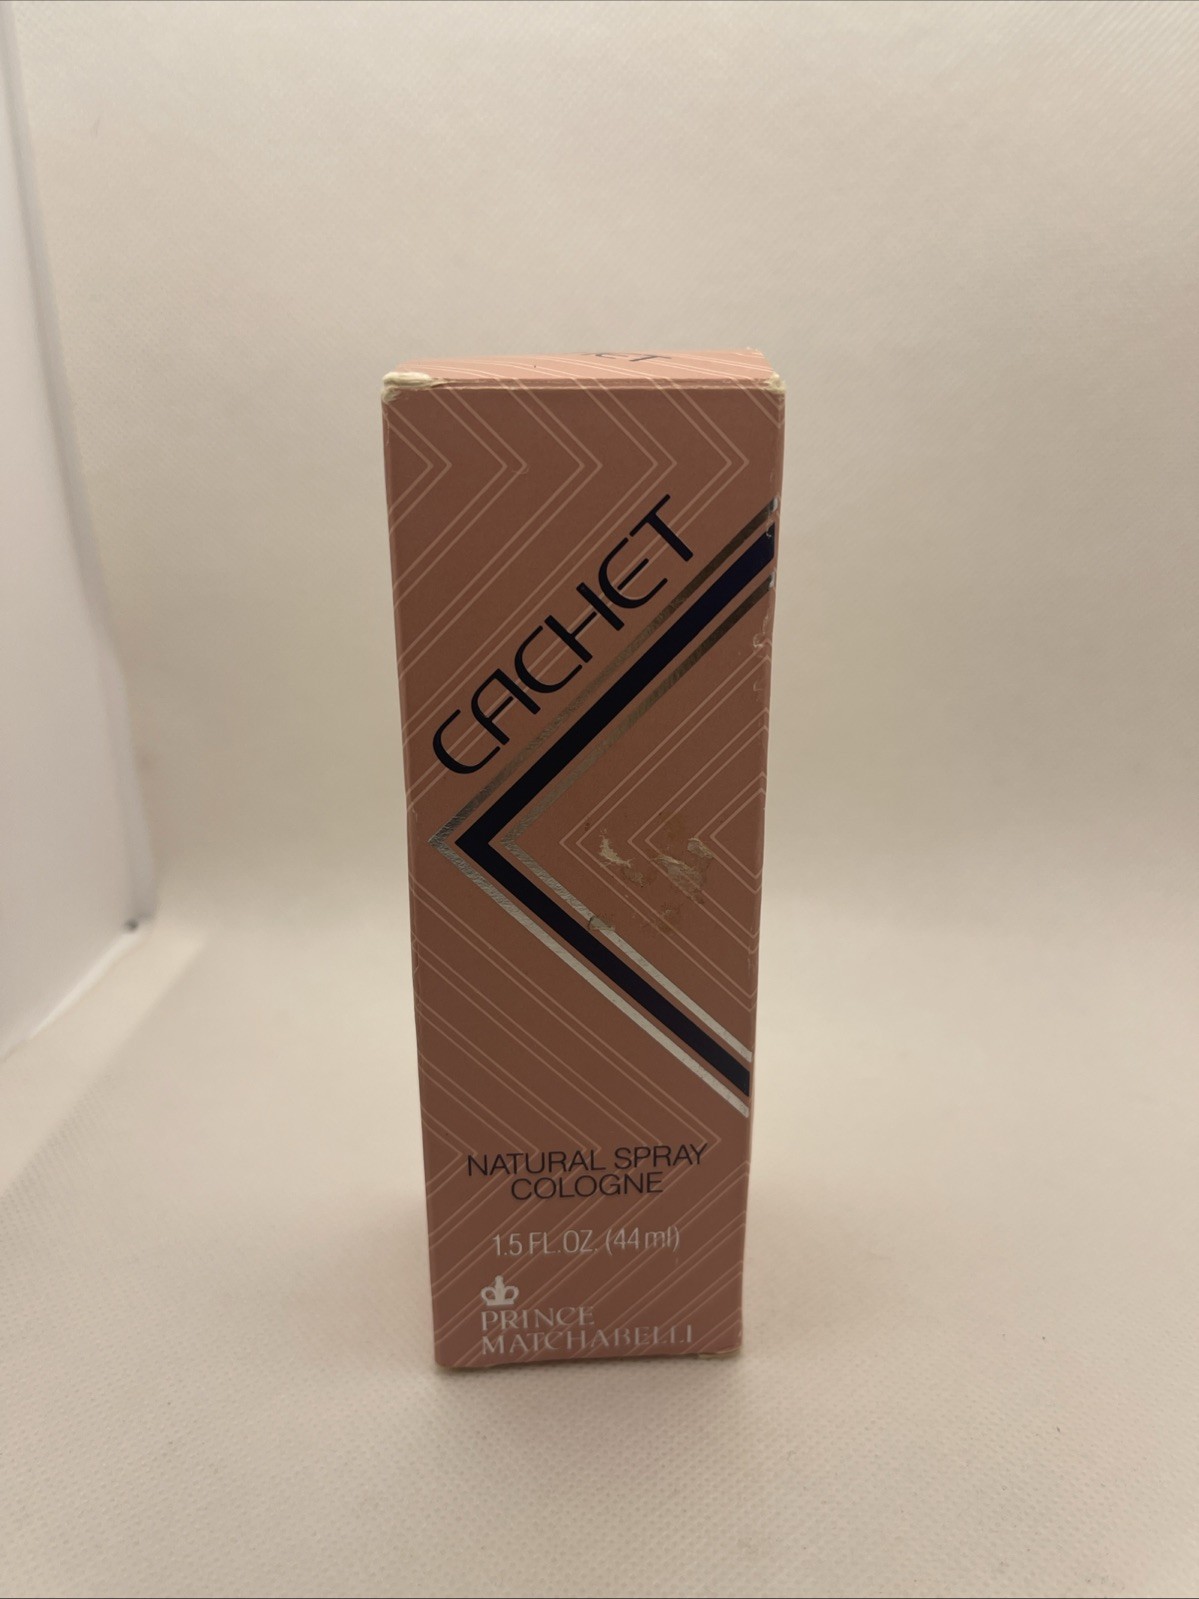 CACHET
NATURAL SPRAY
COLOGNE
1.5 FL.OZ. (44ml)
PRINCE
MATCHABELLI